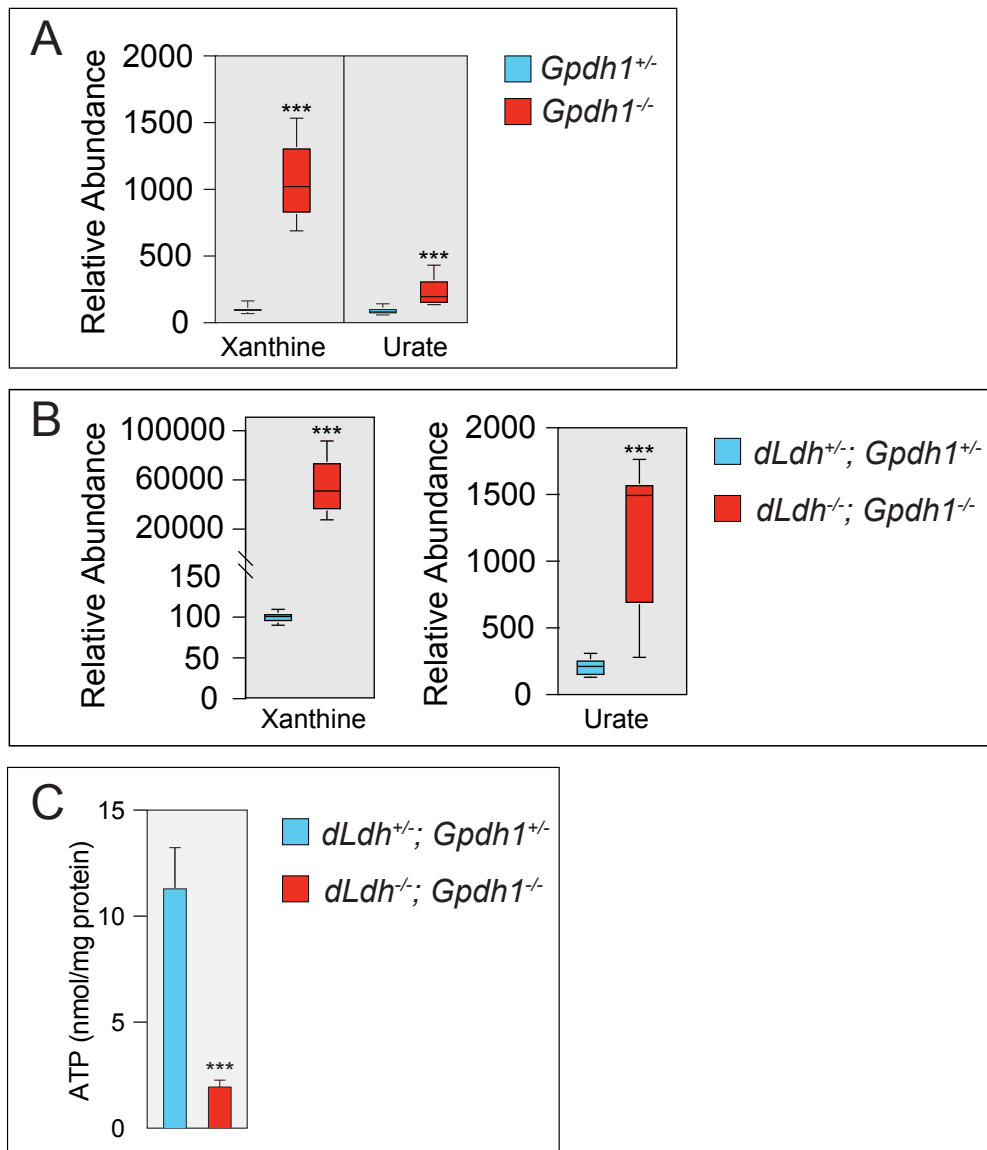 A
Relative Abundance
2000
1500
1000
500
0
***
***
Xanthine
Urate
Gpdh1+/-
Gpdh1-/-
B
Relative Abundance
100000
60000
20000
150
100
50
0
***
Xanthine
Relative Abundance
2000
1500
1000
500
0
***
Urate
dLdh+/-; Gpdh1+/-
dLdh-/-; Gpdh1-/-
C
ATP (nmol/mg protein)
15
10
5
0
***
dLdh+/-; Gpdh1+/-
dLdh-/-; Gpdh1-/-